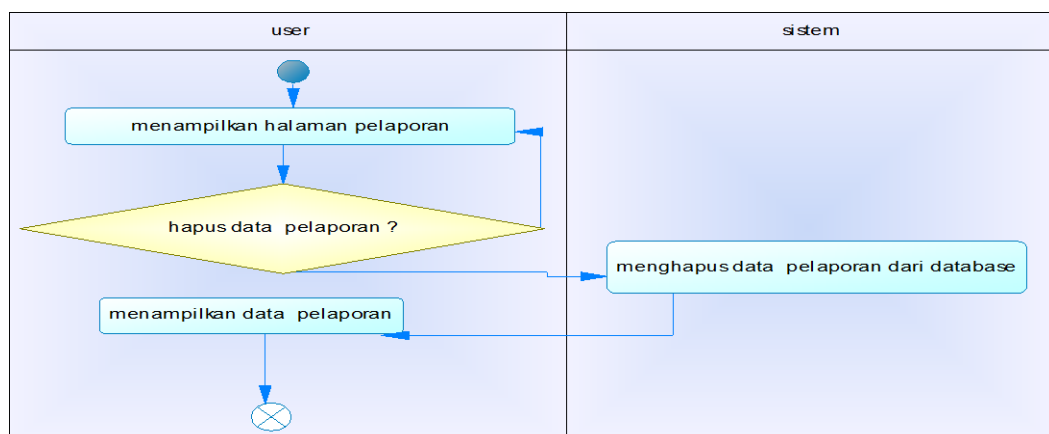 user
sistem
menampilkan halaman pelaporan
hapus data pelaporan ?
menghapus data pelaporan dari database
menampilkan data pelaporan